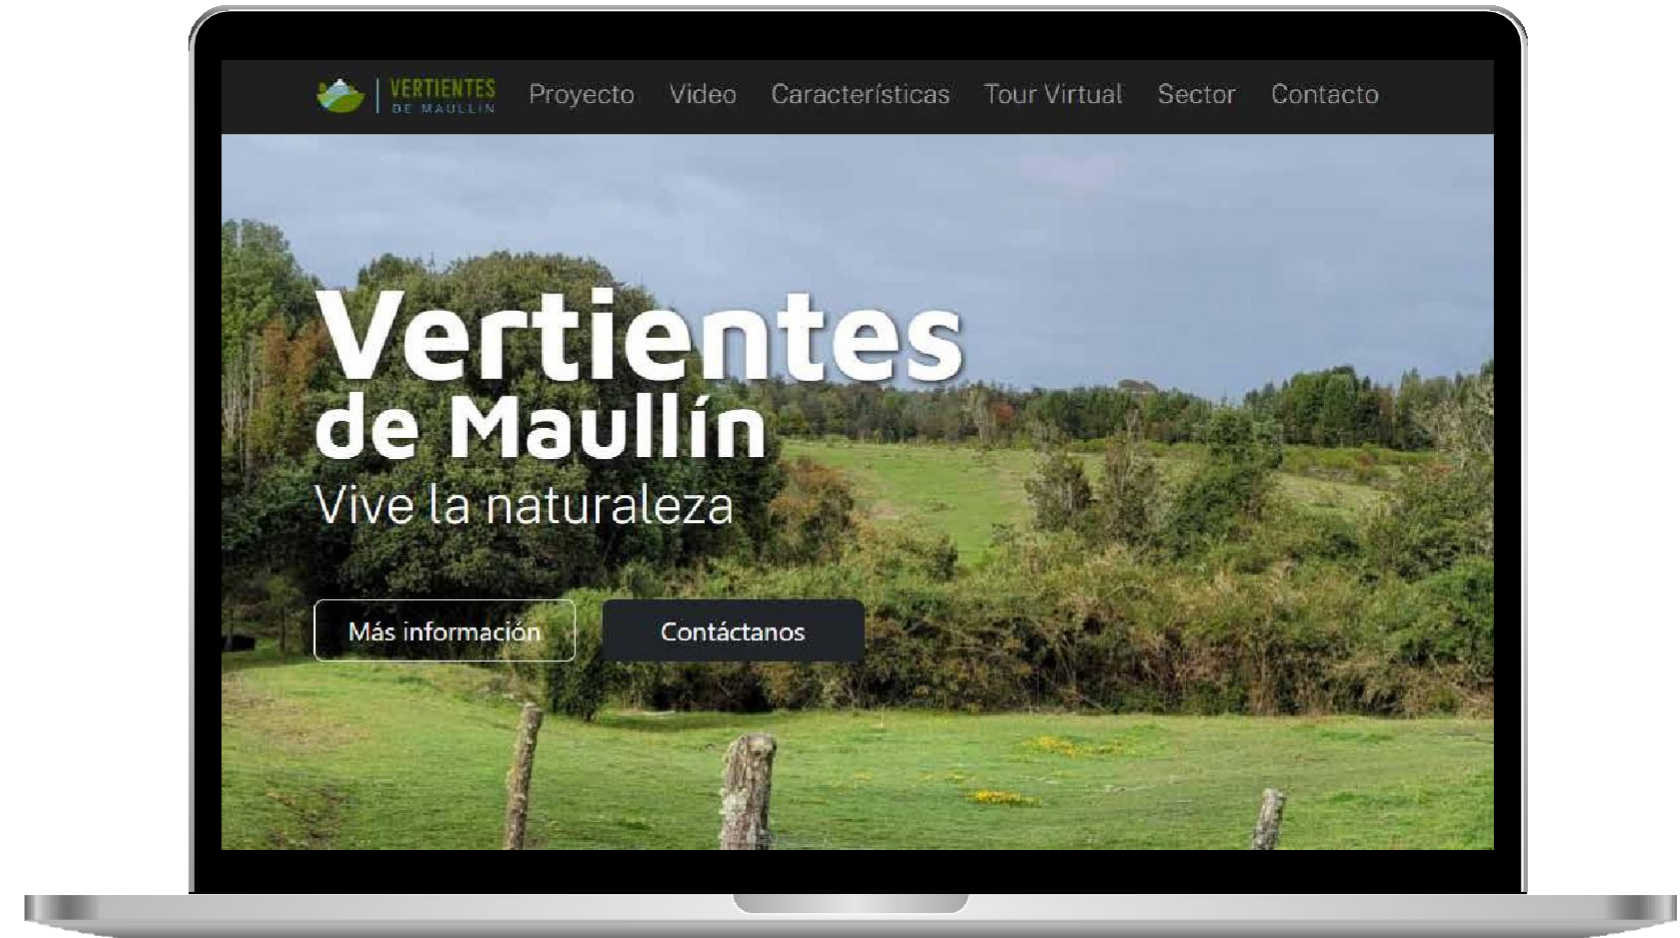 VERTIENTES
DE MAULLIN
Proyecto Video Características Tour Virtual Sector Contacto
Vertientes
de Maullín
Vive la naturaleza
Más información Contáctanos